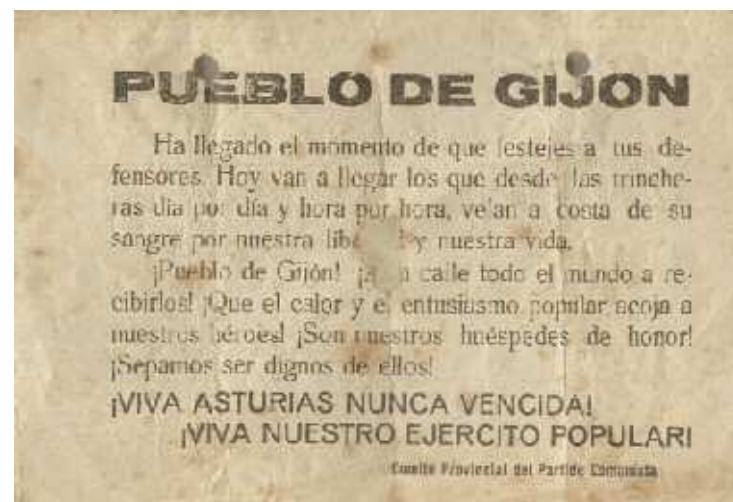 PUEBLO DE GIJON
Ha llegado el momento de que festejes a tus de-
fensores. Hoy van a llegar los que desde las trinche-
ras día por día y hora por hora, velan a costa de su
sangre por nuestra y nuestra vida.
¡Pueblo de Gijón! calle todo el mundo a re-
cibirlos! ¡Que el calor y el entusiasmo popular acoja a
nuestros héroes! ¡Son nuestros huéspedes de honor!
¡Sepamos ser dignos de ellos!
¡VIVA ASTURIAS NUNCA VENCIDA!
¡VIVA NUESTRO EJERCITO POPULAR!
Comité Provincial del Partido Comunista